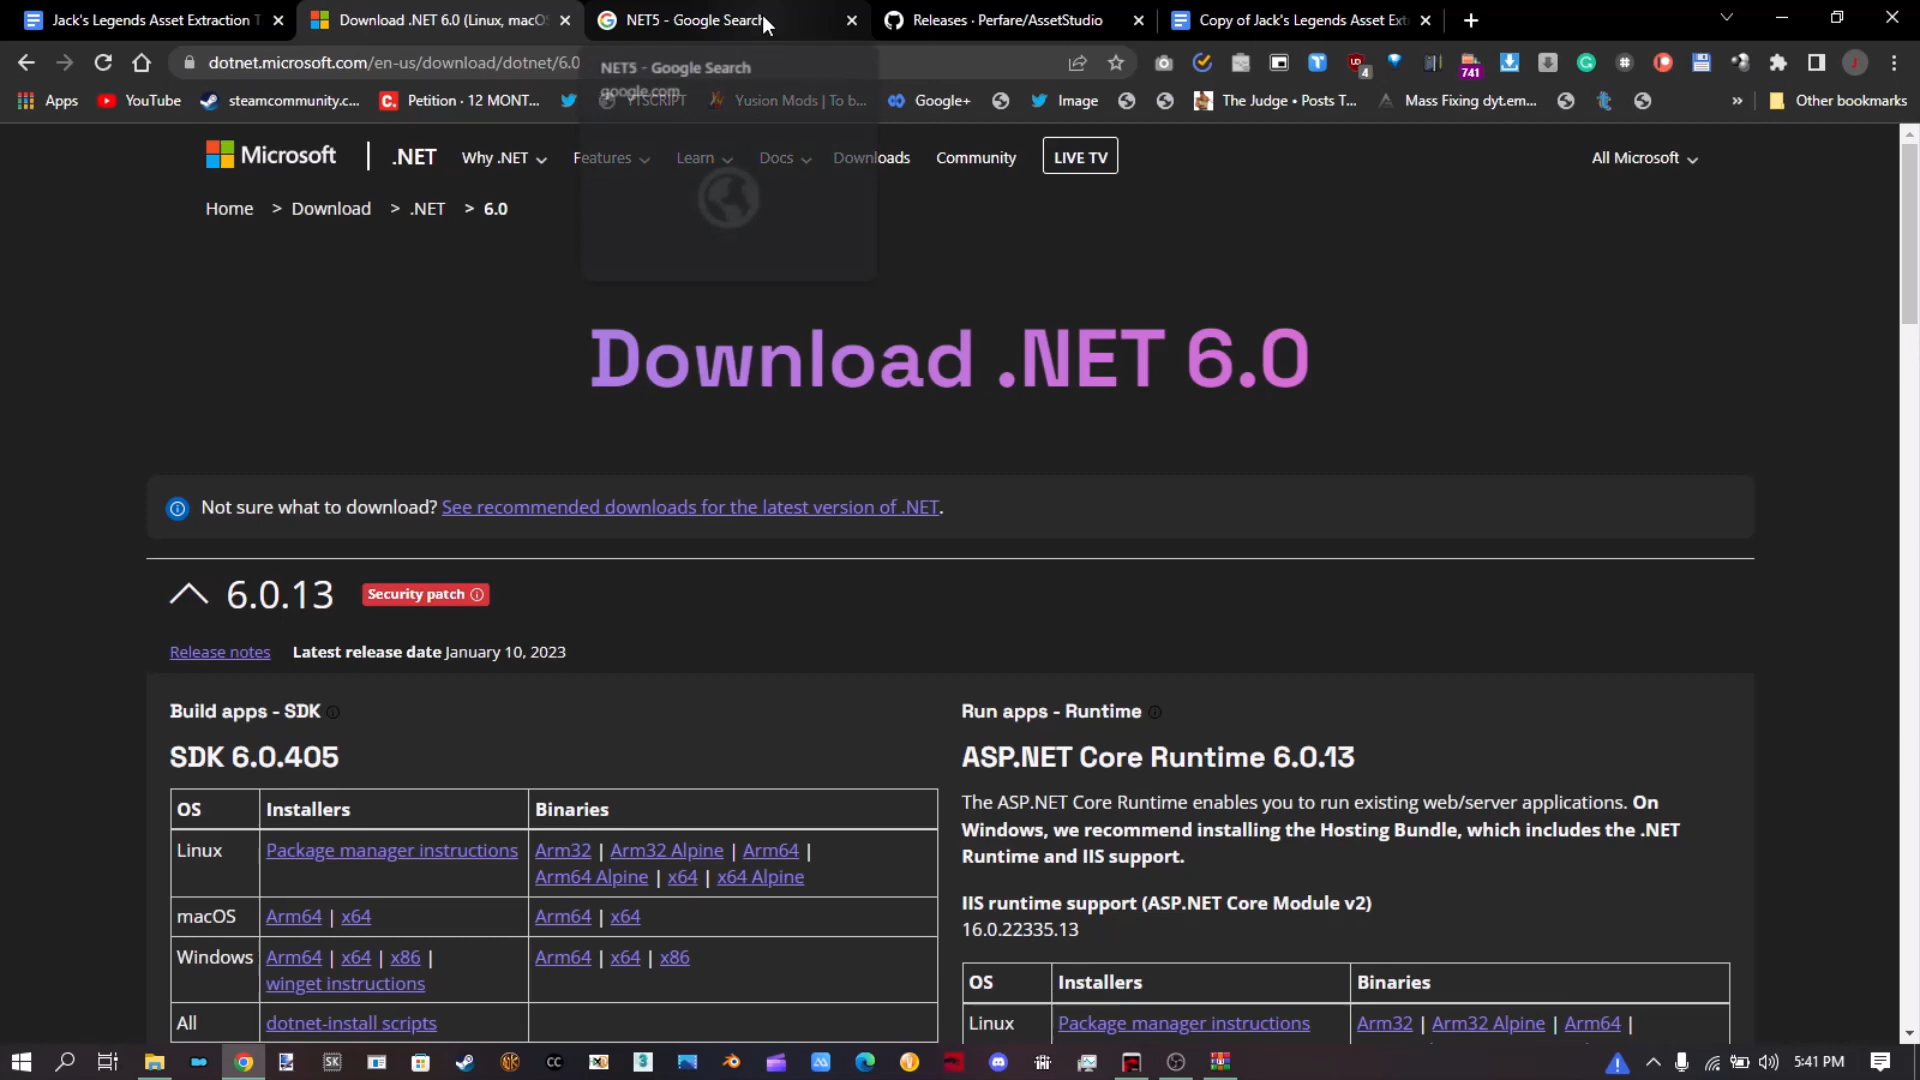 Jack's Legends Asset Extraction T
Download .NET 6.0 (Linux, macOS
NET5 - Google Search
Releases · Perfare/AssetStudio
Copy of Jack's Legends Asset Ext
dotnet.microsoft.com/en-us/download/dotnet/6.0
NET5 - Google Search
google.com
4
741
J
Apps
YouTube
steamcommunity.c...
Petition · 12 MONT...
YTSCRIPT
Yusion Mods | To b...
Google+
Image
The Judge • Posts T...
Mass Fixing dyt.em...
»
Other bookmarks
Microsoft
.NET
Why .NET
Features
Learn
Docs
Downloads
Community
LIVE TV
All Microsoft
Home > Download > .NET > 6.0
Download .NET 6.0
Not sure what to download? See recommended downloads for the latest version of .NET.
6.0.13
Security patch
Release notes
Latest release date January 10, 2023
Build apps - SDK
SDK 6.0.405
OS Installers Binaries
Linux Package manager instructions Arm32 | Arm32 Alpine | Arm64 |
Arm64 Alpine | x64 | x64 Alpine
macOS Arm64 | x64 Arm64 | x64
Windows Arm64 | x64 | x86 | Arm64 | x64 | x86
winget instructions
All dotnet-install scripts
Run apps - Runtime
ASP.NET Core Runtime 6.0.13
The ASP.NET Core Runtime enables you to run existing web/server applications. On
Windows, we recommend installing the Hosting Bundle, which includes the .NET
Runtime and IIS support.
IIS runtime support (ASP.NET Core Module v2)
16.0.22335.13
OS Installers Binaries
Linux Package manager instructions Arm32 | Arm32 Alpine | Arm64 |
5:41 PM